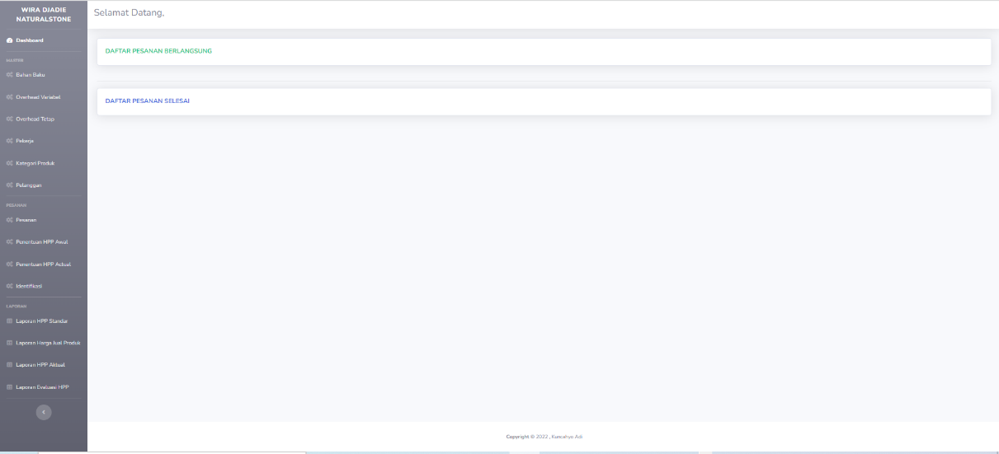 WIRA DJADIE
NATURALSTONE
Dashboard
MASTER
Bahan Baku
Overhead Variabel
Overhead Tetap
Pekerja
Kategori Produk
Pelanggan
PESANAN
Pesanan
Penentuan HPP Awal
Penentuan HPP Actual
Identifikasi
LAPORAN
Laporan HPP Standar
Laporan Harga Jual Produk
Laporan HPP Aktual
Laporan Evaluasi HPP
Selamat Datang,
DAFTAR PESANAN BERLANGSUNG
DAFTAR PESANAN SELESAI
Copyright © 2022 , Kuncahyo Adi